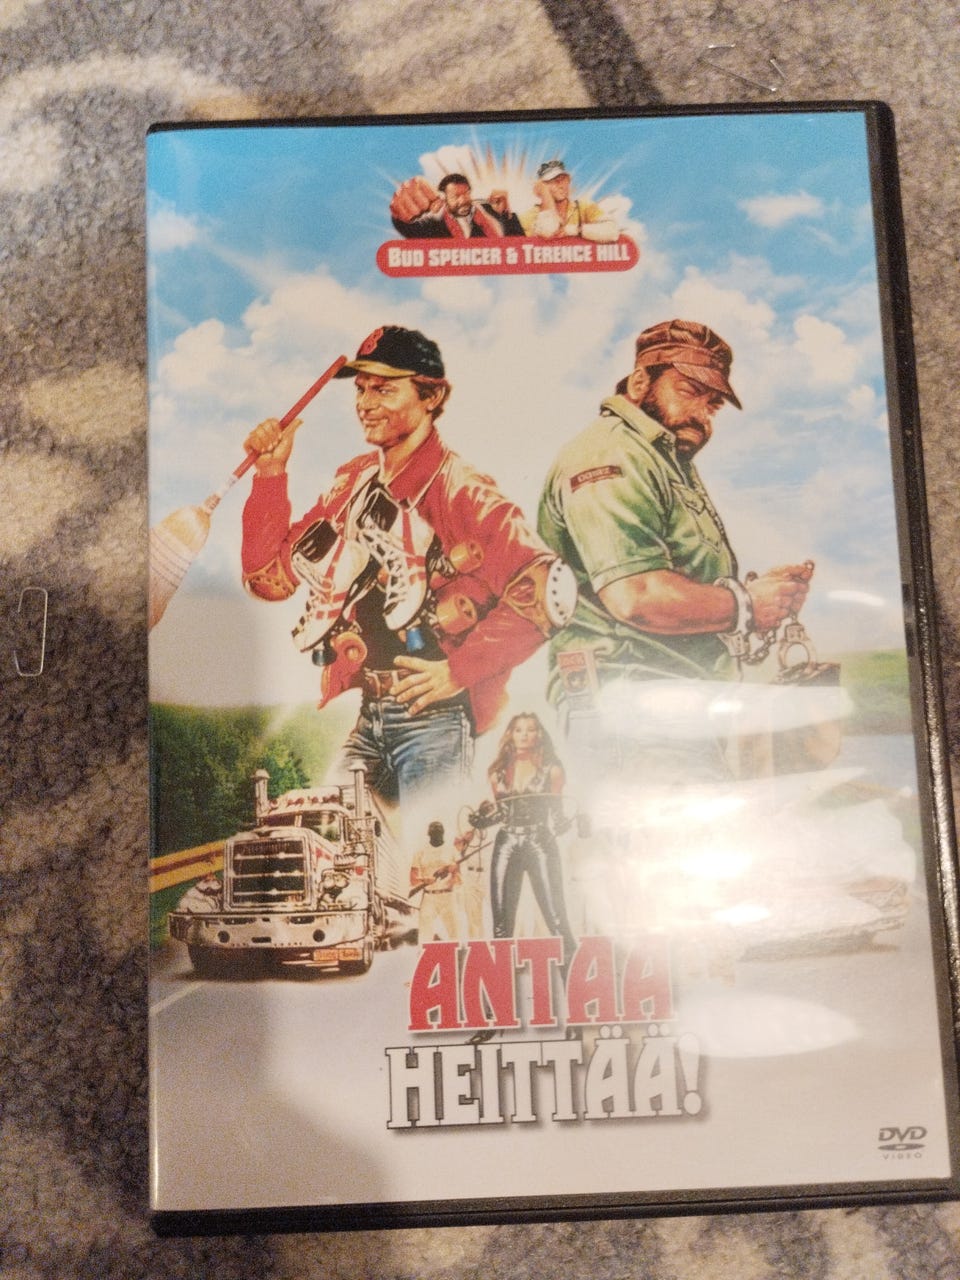 BUD SPENCER & TERENCE HILL
B
ANTAA
HEITTÄÄ!
DVD
VIDEO